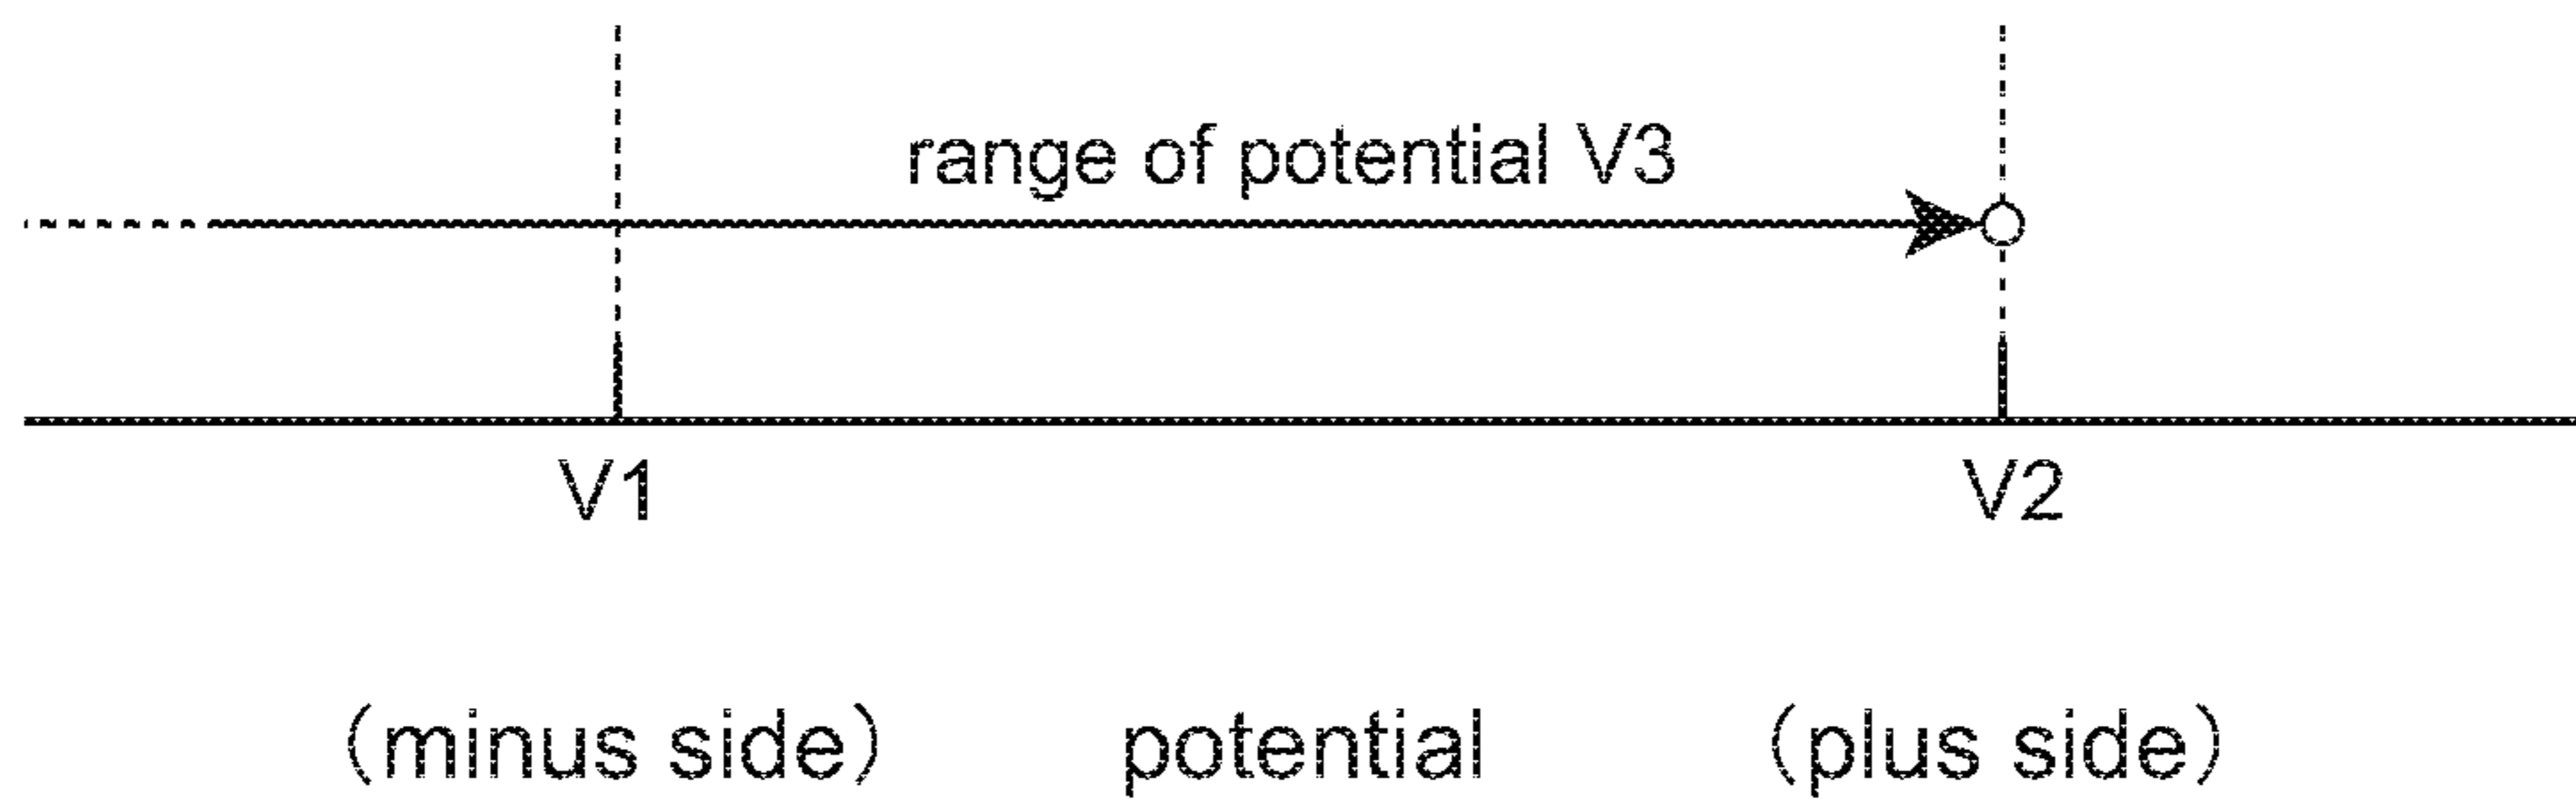 range of potential V3
V1 V2
(minus side) potential (plus side)